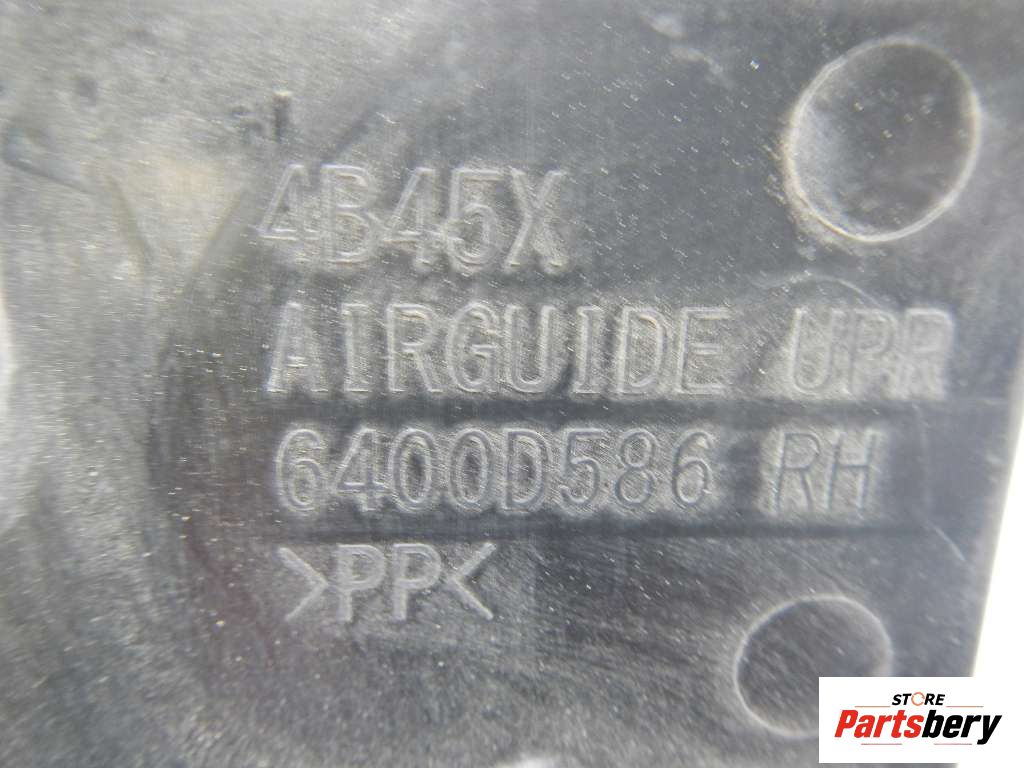 4B45X
AIRGUIDE UPR
6400D586 RH
>PP<
STORE
Partsbery